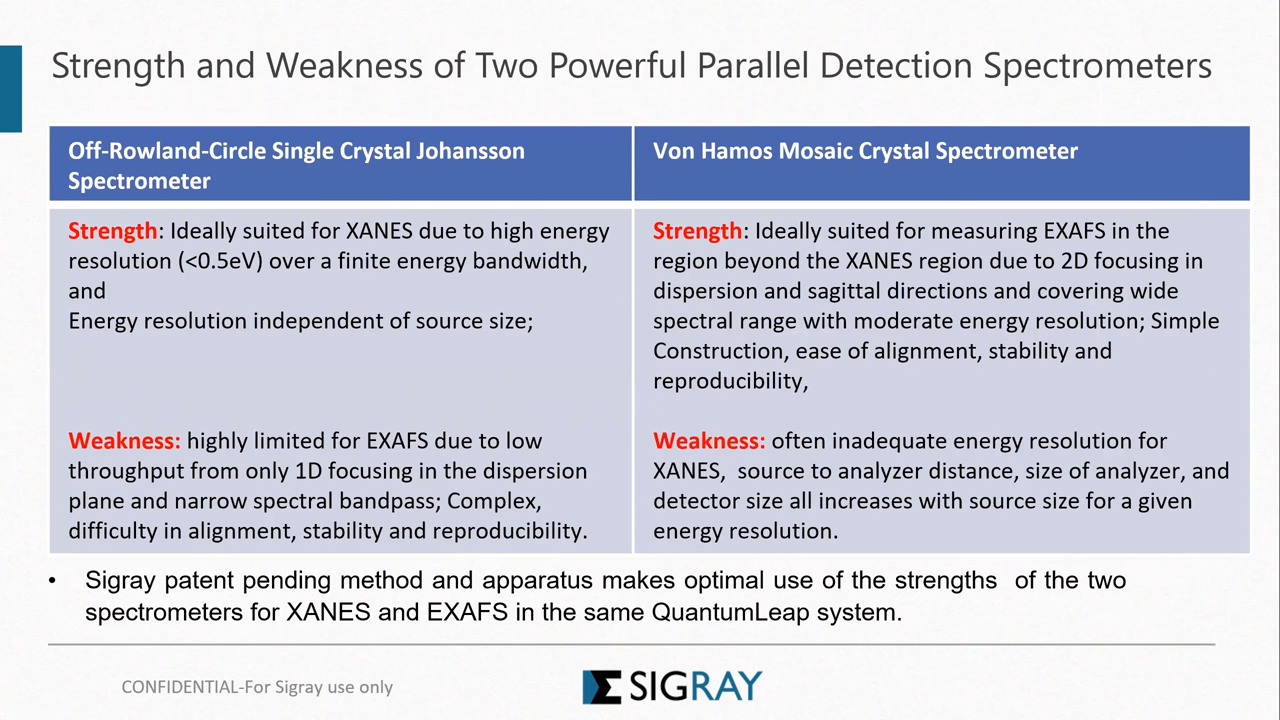 Strength and Weakness of Two Powerful Parallel Detection Spectrometers
Off-Rowland-Circle Single Crystal Johansson
Spectrometer
Von Hamos Mosaic Crystal Spectrometer
Strength: Ideally suited for XANES due to high energy
resolution (<0.5eV) over a finite energy bandwidth,
and
Energy resolution independent of source size;
Weakness: highly limited for EXAFS due to low
throughput from only 1D focusing in the dispersion
plane and narrow spectral bandpass; Complex,
difficulty in alignment, stability and reproducibility.
Strength: Ideally suited for measuring EXAFS in the
region beyond the XANES region due to 2D focusing in
dispersion and sagittal directions and covering wide
spectral range with moderate energy resolution; Simple
Construction, ease of alignment, stability and
reproducibility,
Weakness: often inadequate energy resolution for
XANES, source to analyzer distance, size of analyzer, and
detector size all increases with source size for a given
energy resolution.
• Sigray patent pending method and apparatus makes optimal use of the strengths of the two
spectrometers for XANES and EXAFS in the same QuantumLeap system.
CONFIDENTIAL-For Sigray use only
SIGRAY